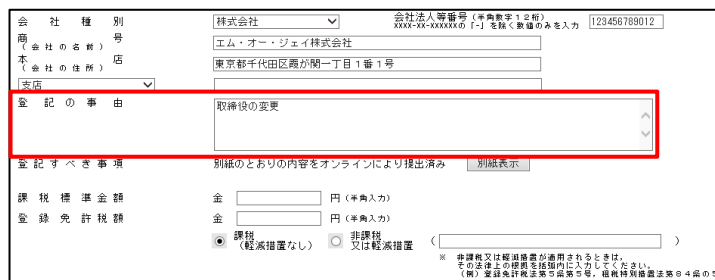 会社種別 株式会社 会社法人等番号(半角数字12桁) XXXX-XX-XXXXXXの「-」を除く数値のみを入力 123456789012
商号(会社の名前) エム・オー・ジェイ株式会社
本店(会社の住所) 東京都千代田区霞が関一丁目1番1号
支店
登記の事由 取締役の変更
登記すべき事項 別紙のとおりの内容をオンラインにより提出済み 別紙表示
課税標準金額 金 円(半角入力)
登録免許税額 金 円(半角入力)
課税(軽減措置なし) 非課税又は軽減措置 ( )
※ 非課税又は軽減措置が適用されるときは、
その法律上の根拠を括弧内に入力してください。
(例)登録免許税法第5条第5号,租税特別措置法第84条の5